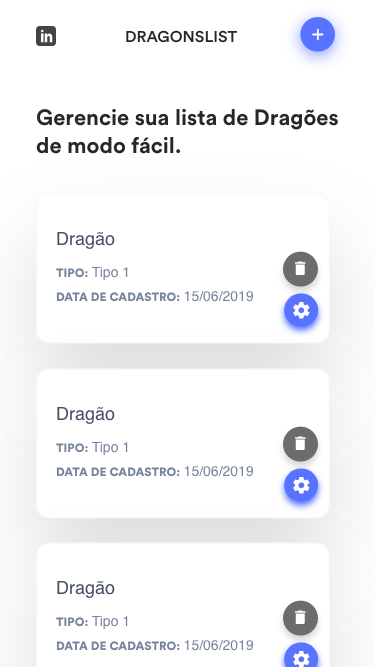 in
DRAGONSLIST
Gerencie sua lista de Dragões
de modo fácil.
Dragão
TIPO: Tipo 1
DATA DE CADASTRO: 15/06/2019
Dragão
TIPO: Tipo 1
DATA DE CADASTRO: 15/06/2019
Dragão
TIPO: Tipo 1
DATA DE CADASTRO: 15/06/2019